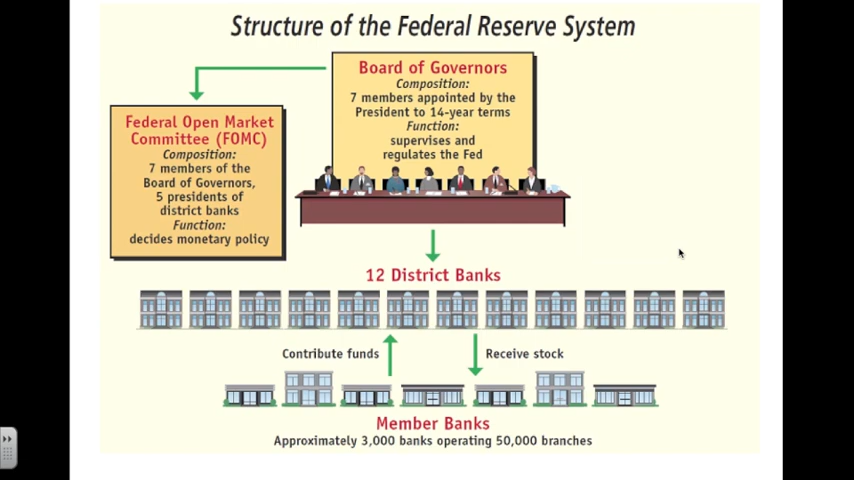 Structure of the Federal Reserve System
Board of Governors
Composition:
7 members appointed by the
President to 14-year terms
Function:
supervises and
regulates the Fed
Federal Open Market
Committee (FOMC)
Composition:
7 members of the
Board of Governors,
5 presidents of
district banks
Function:
decides monetary policy
12 District Banks
Contribute funds
Receive stock
Member Banks
Approximately 3,000 banks operating 50,000 branches